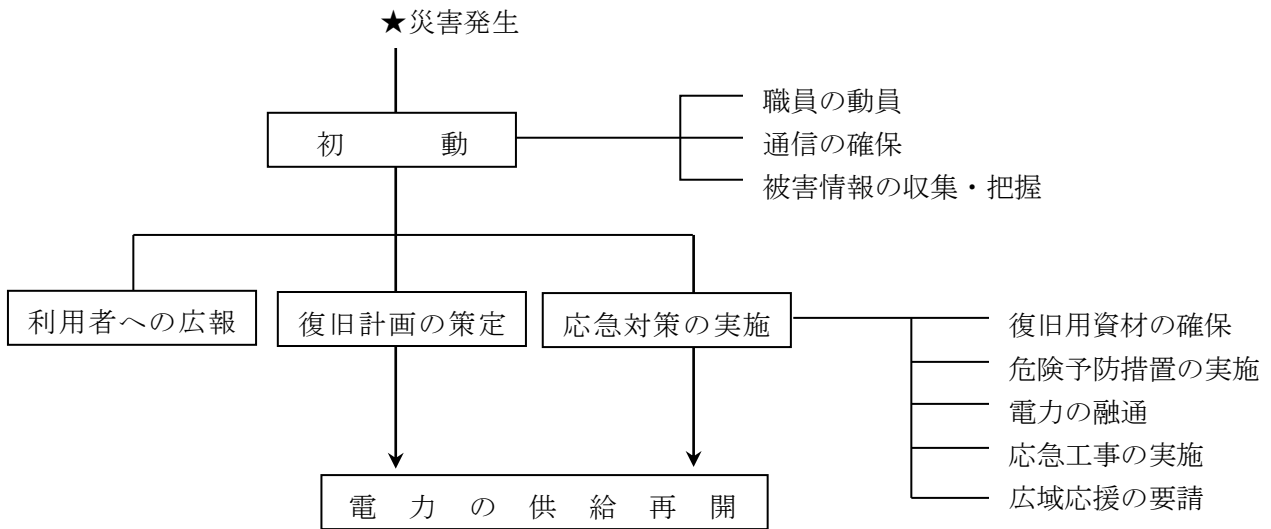 ★災害発生
初動
職員の動員
通信の確保
被害情報の収集・把握
利用者への広報
復旧計画の策定
応急対策の実施
復旧用資材の確保
危険予防措置の実施
電力の融通
応急工事の実施
広域応援の要請
電力の供給再開